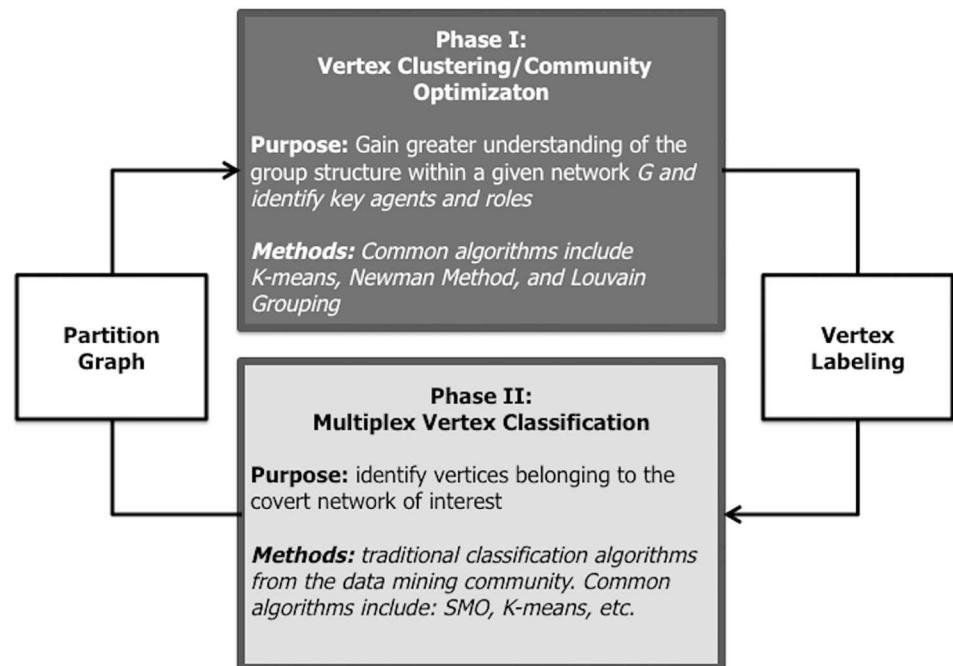 Phase I:
Vertex Clustering/Community
Optimizaton
Purpose: Gain greater understanding of the
group structure within a given network G and
identify key agents and roles
Methods: Common algorithms include
K-means, Newman Method, and Louvain
Grouping
Partition
Graph
Vertex
Labeling
Phase II:
Multiplex Vertex Classification
Purpose: identify vertices belonging to the
covert network of interest
Methods: traditional classification algorithms
from the data mining community. Common
algorithms include: SMO, K-means, etc.